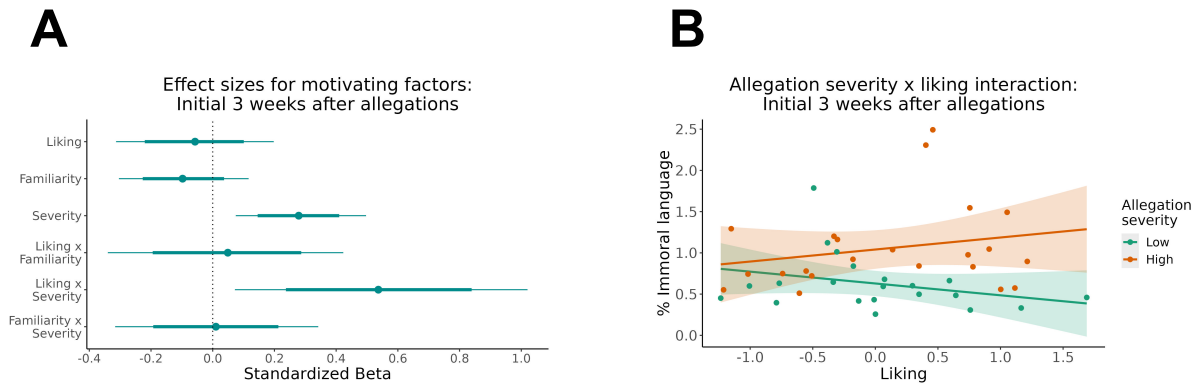 A
Effect sizes for motivating factors:
Initial 3 weeks after allegations
Liking
Familiarity
Severity
Liking x
Familiarity
Liking x
Severity
Familiarity x
Severity
-0.4 -0.2 0.0 0.2 0.4 0.6 0.8 1.0
Standardized Beta
B
Allegation severity x liking interaction:
Initial 3 weeks after allegations
% Immoral language
2.5
2.0
1.5
1.0
0.5
0.0
-1.0 -0.5 0.0 0.5 1.0 1.5
Liking
Allegation
severity
Low
High